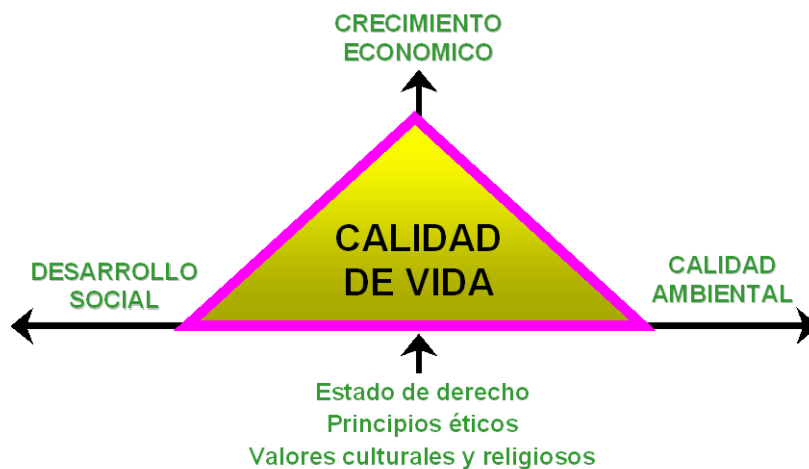 CRECIMIENTO
ECONOMICO
CALIDAD
DE VIDA
DESARROLLO
SOCIAL
CALIDAD
AMBIENTAL
Estado de derecho
Principios éticos
Valores culturales y religiosos